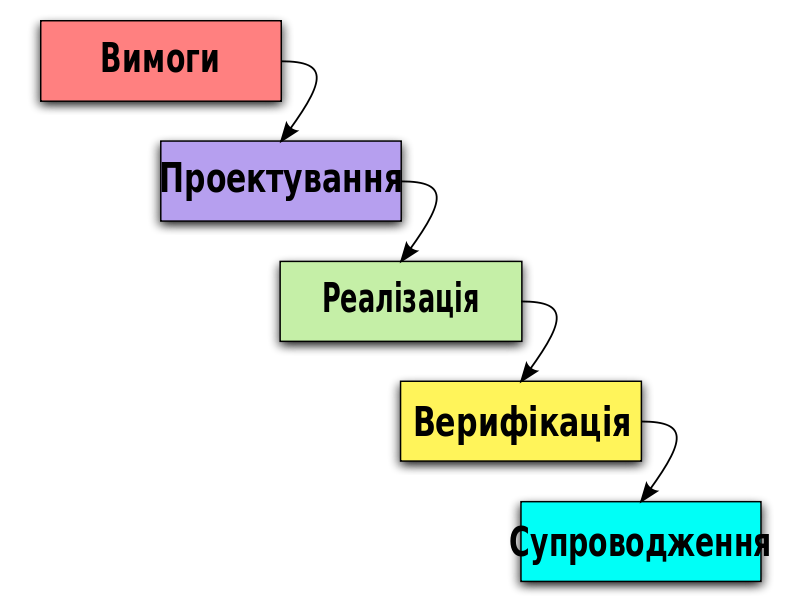 Вимоги
Проектування
Реалізація
Верифікація
Супроводження